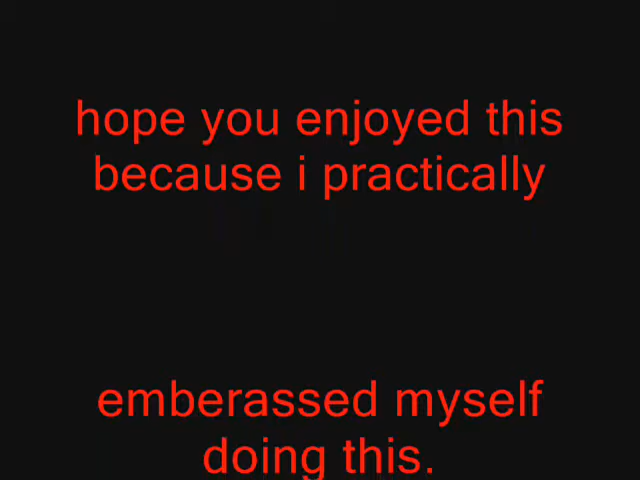 hope you enjoyed this
because i practically
emberassed myself
doing this.